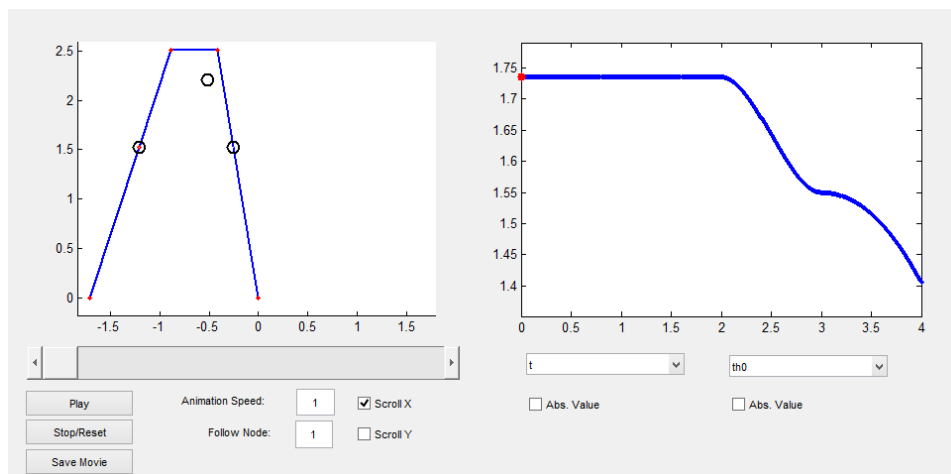 2.5
2
1.5
1
0.5
0
-1.5 -1 -0.5 0 0.5 1 1.5
1.75
1.7
1.65
1.6
1.55
1.5
1.45
1.4
0 0.5 1 1.5 2 2.5 3 3.5 4
t th0
Abs. Value Abs. Value
Play Animation Speed: 1 Scroll X
Stop/Reset Follow Node: 1 Scroll Y
Save Movie